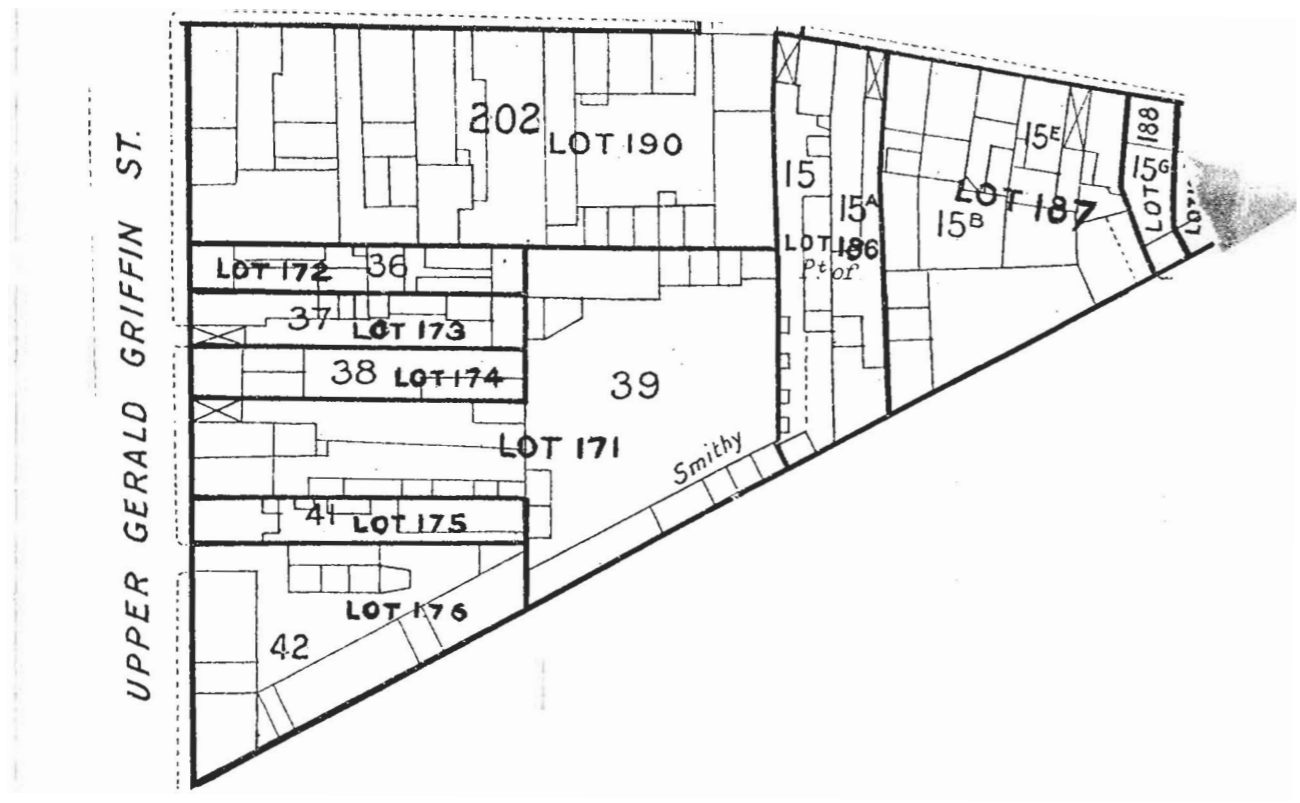 UPPER GERALD GRIFFIN ST.
202
LOT 190
15
15A
LOT 186
Pt of
15E
LOT 187
15B
188
15G
LOT
LOT 172
36
37
LOT 173
38
LOT 174
39
LOT 171
Smithy
41
LOT 175
LOT 176
42